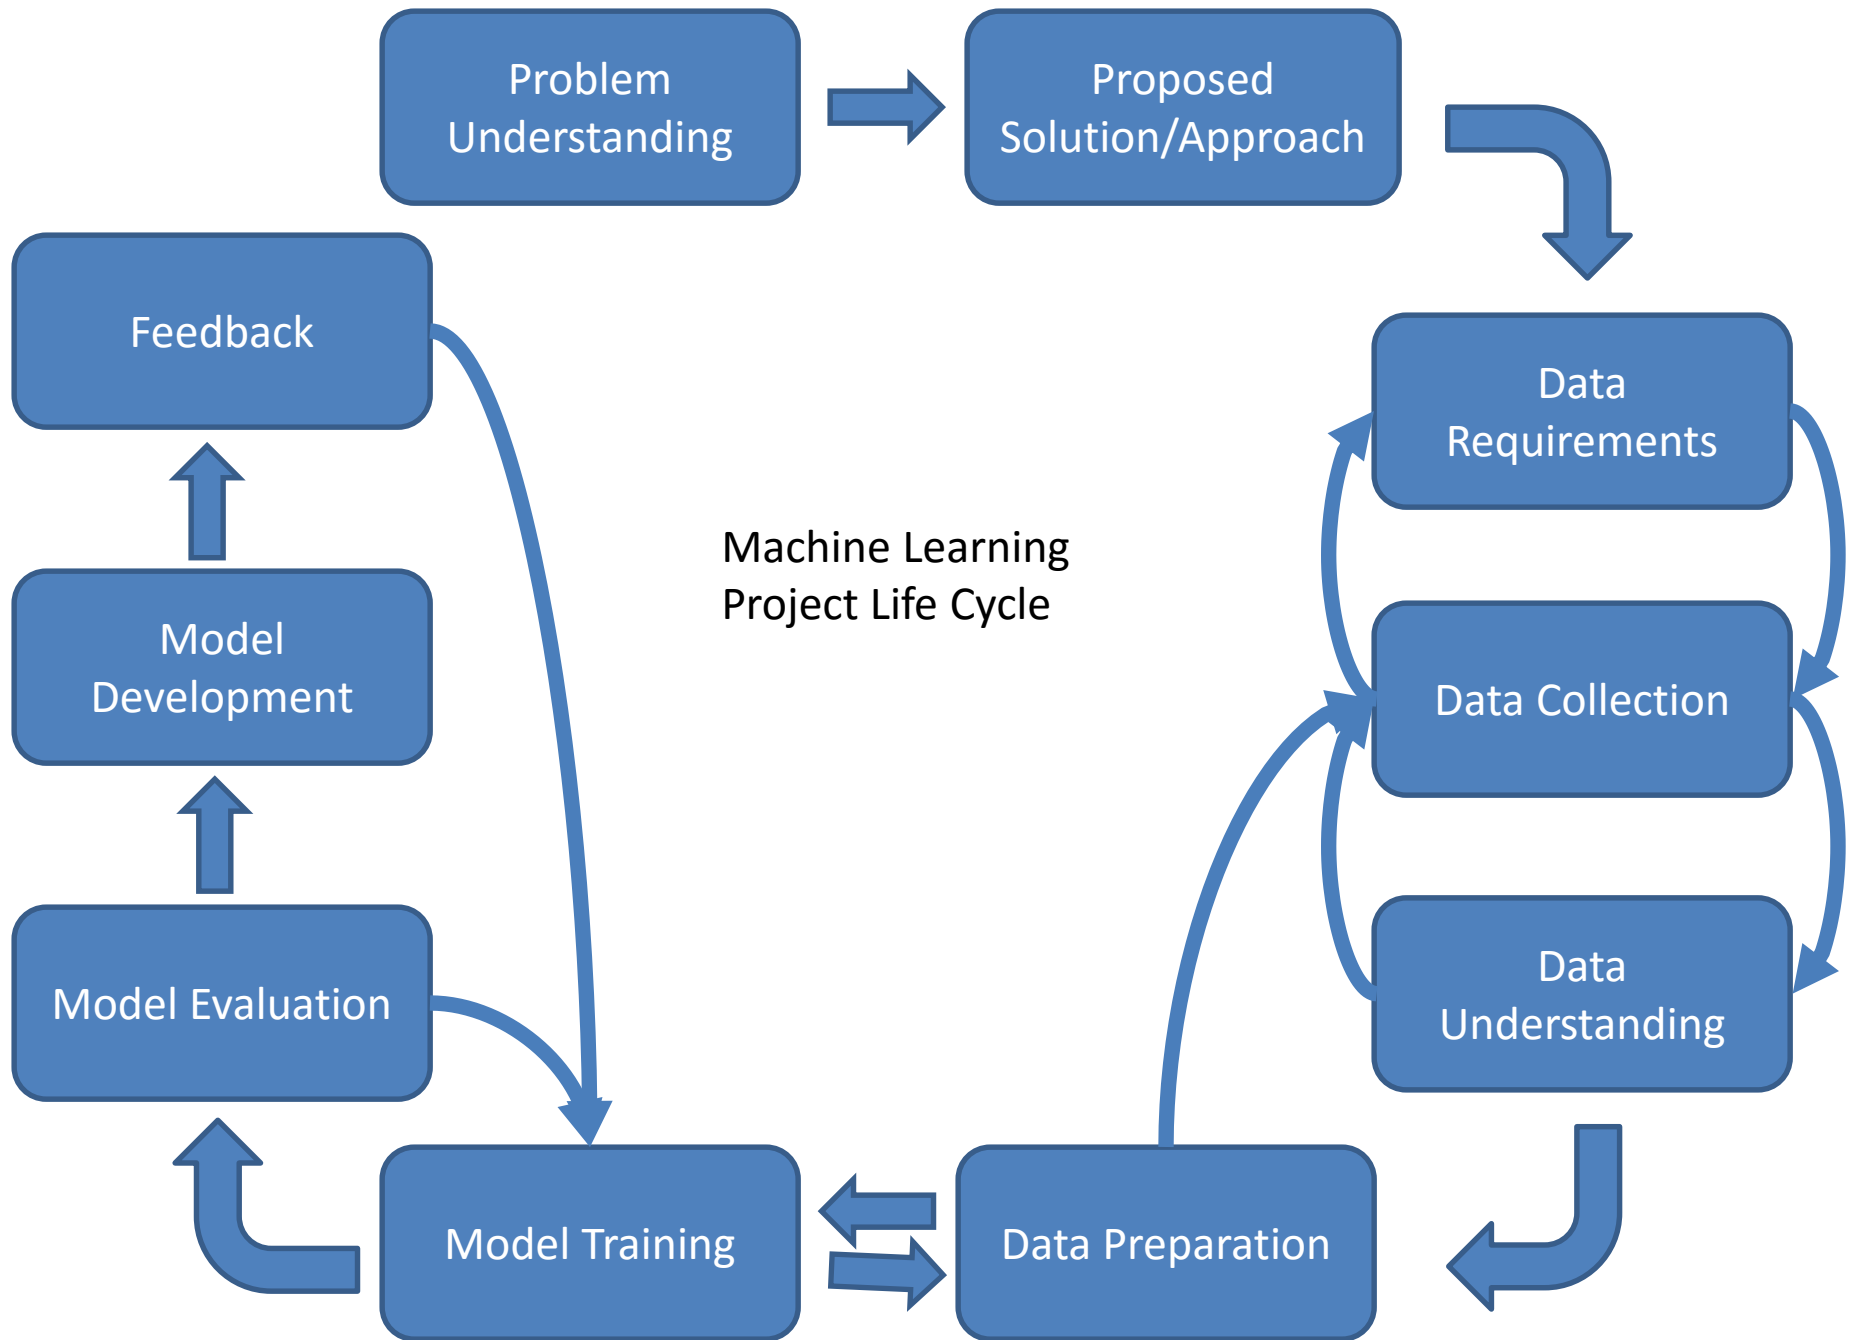 Problem
Understanding
Proposed
Solution/Approach
Feedback
Data
Requirements
Machine Learning
Project Life Cycle
Model
Development
Data Collection
Model Evaluation
Data
Understanding
Model Training
Data Preparation